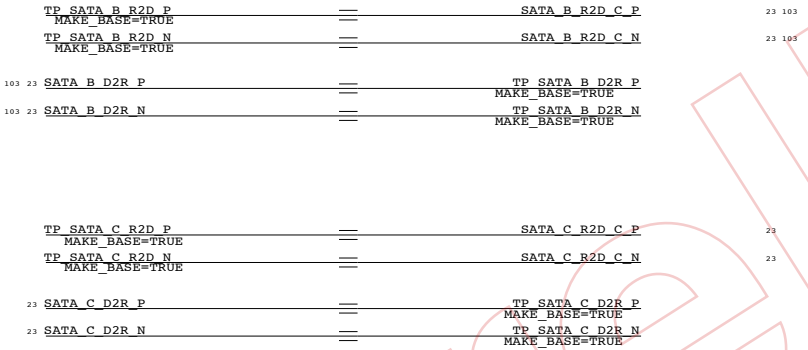 TP_SATA_B_R2D_P SATA_B_R2D_C_P 23 103
MAKE_BASE=TRUE
TP_SATA_B_R2D_N SATA_B_R2D_C_N 23 103
MAKE_BASE=TRUE
103 23 SATA_B_D2R_P TP_SATA_B_D2R_P
MAKE_BASE=TRUE
103 23 SATA_B_D2R_N TP_SATA_B_D2R_N
MAKE_BASE=TRUE
TP_SATA_C_R2D_P SATA_C_R2D_C_P 23
MAKE_BASE=TRUE
TP_SATA_C_R2D_N SATA_C_R2D_C_N 23
MAKE_BASE=TRUE
23 SATA_C_D2R_P TP_SATA_C_D2R_P
MAKE_BASE=TRUE
23 SATA_C_D2R_N TP_SATA_C_D2R_N
MAKE_BASE=TRUE